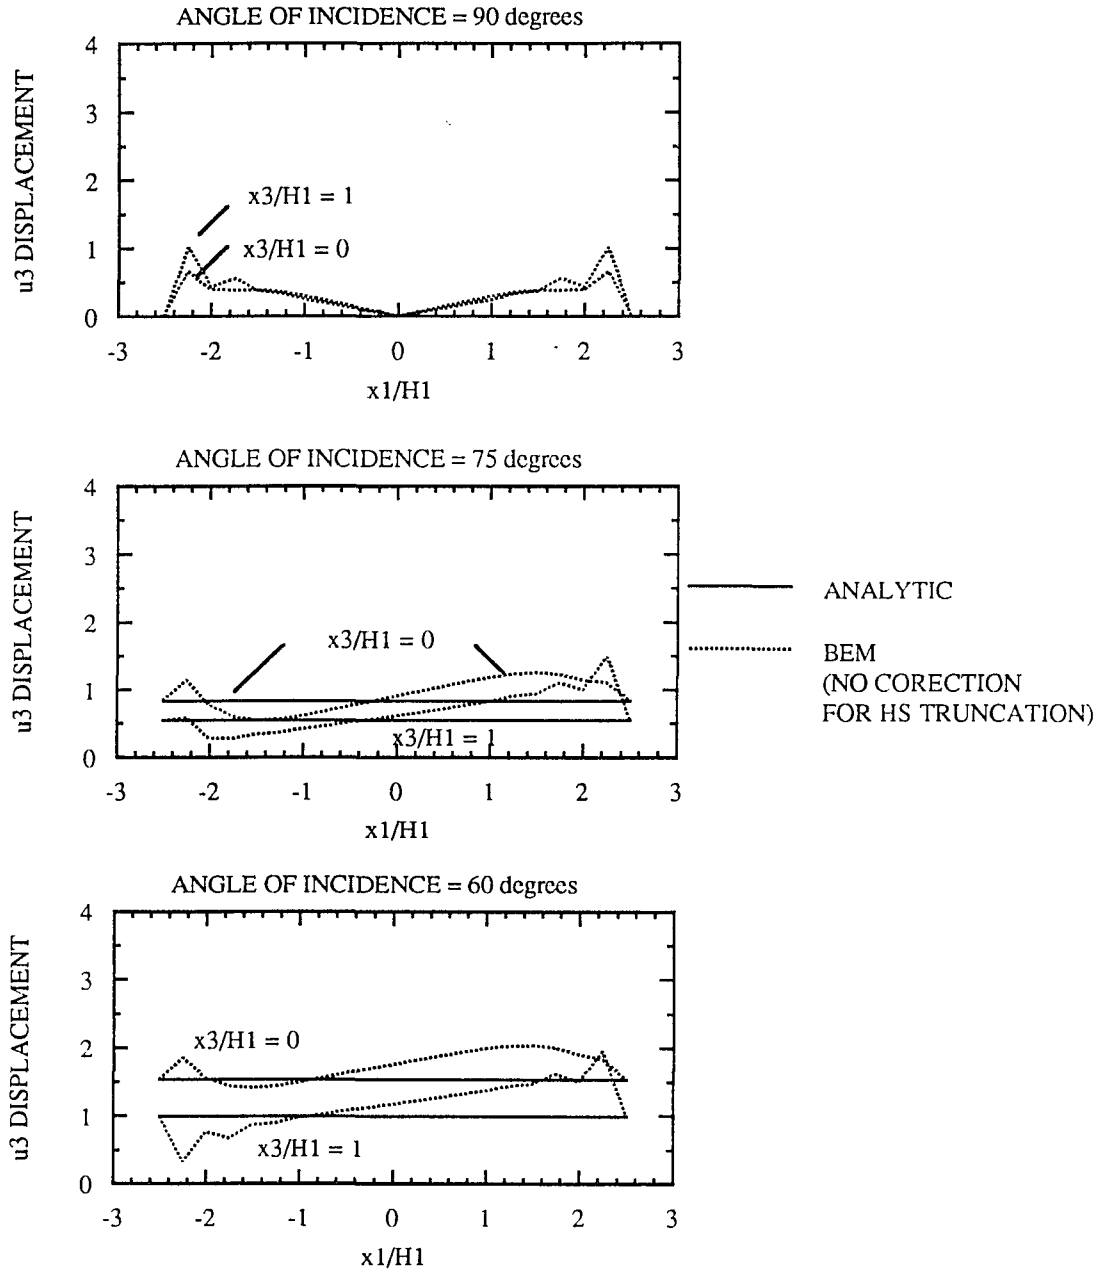 ANGLE OF INCIDENCE = 90 degrees
4
3
2
1
0
u3 DISPLACEMENT
x3/H1 = 1
x3/H1 = 0
-3 -2 -1 0 1 2 3
x1/H1
ANGLE OF INCIDENCE = 75 degrees
4
3
2
1
0
u3 DISPLACEMENT
x3/H1 = 0
x3/H1 = 1
-3 -2 -1 0 1 2 3
x1/H1
ANALYTIC
BEM
(NO CORECTION
FOR HS TRUNCATION)
ANGLE OF INCIDENCE = 60 degrees
4
3
2
1
0
u3 DISPLACEMENT
x3/H1 = 0
x3/H1 = 1
-3 -2 -1 0 1 2 3
x1/H1